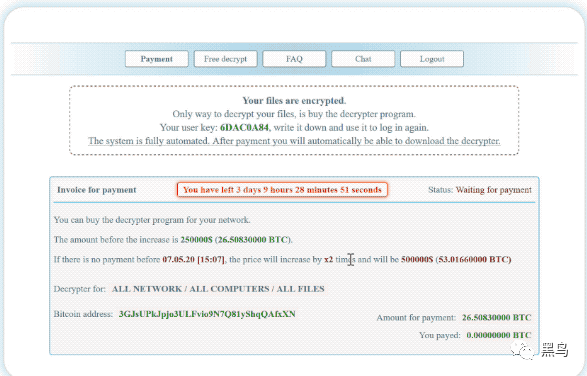 Payment
Free decrypt
FAQ
Chat
Logout
Your files are encrypted.
Only way to decrypt your files, is buy the decrypter program.
Your user key: 6DAC0A84, write it down and use it to log in again.
The system is fully automated. After payment you will automatically be able to download the decrypter.
Invoice for payment
You have left 3 days 9 hours 28 minutes 51 seconds
Status: Waiting for payment
You can buy the decrypter program for your network.
The amount before the increase is 250000$ (26.50830000 BTC).
If there is no payment before 07.05.20 [15:07], the price will increase by x2 times and will be 500000$ (53.01660000 BTC)
Decrypter for: ALL NETWORK / ALL COMPUTERS / ALL FILES
Bitcoin address: 3GJsUPkJpjo3ULFvio9N7Q81yShqQAfxXN
Amount for payment: 26.50830000 BTC
You payed: 0.00000000 BTC
黑鸟